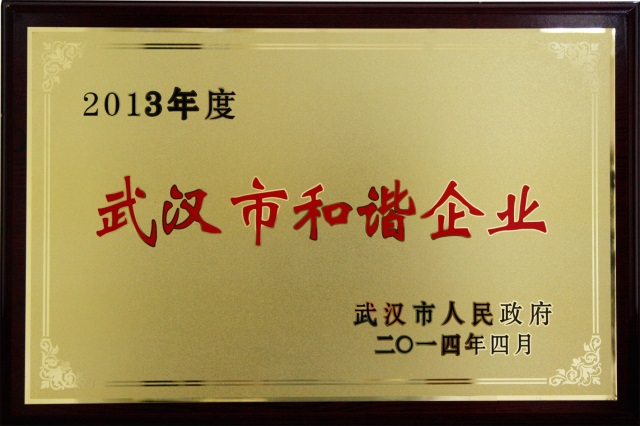 2013年度
武汉市和谐企业
武汉市人民政府
二〇一四年四月